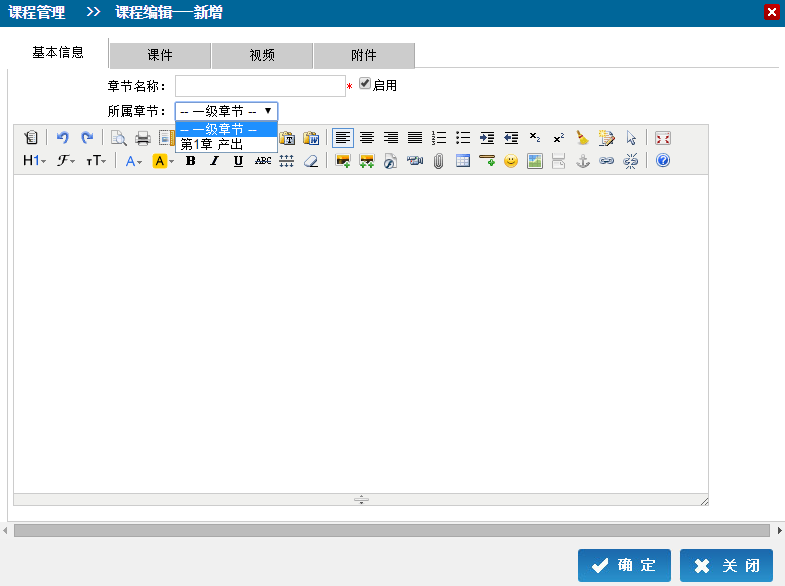 课程管理 >> 课程编辑——新增
基本信息 课件 视频 附件
章节名称： * 启用
所属章节： -- 一级章节 --
-- 一级章节 --
第1章 产出
H1 F TT A A B I U ABC
确 定 关 闭